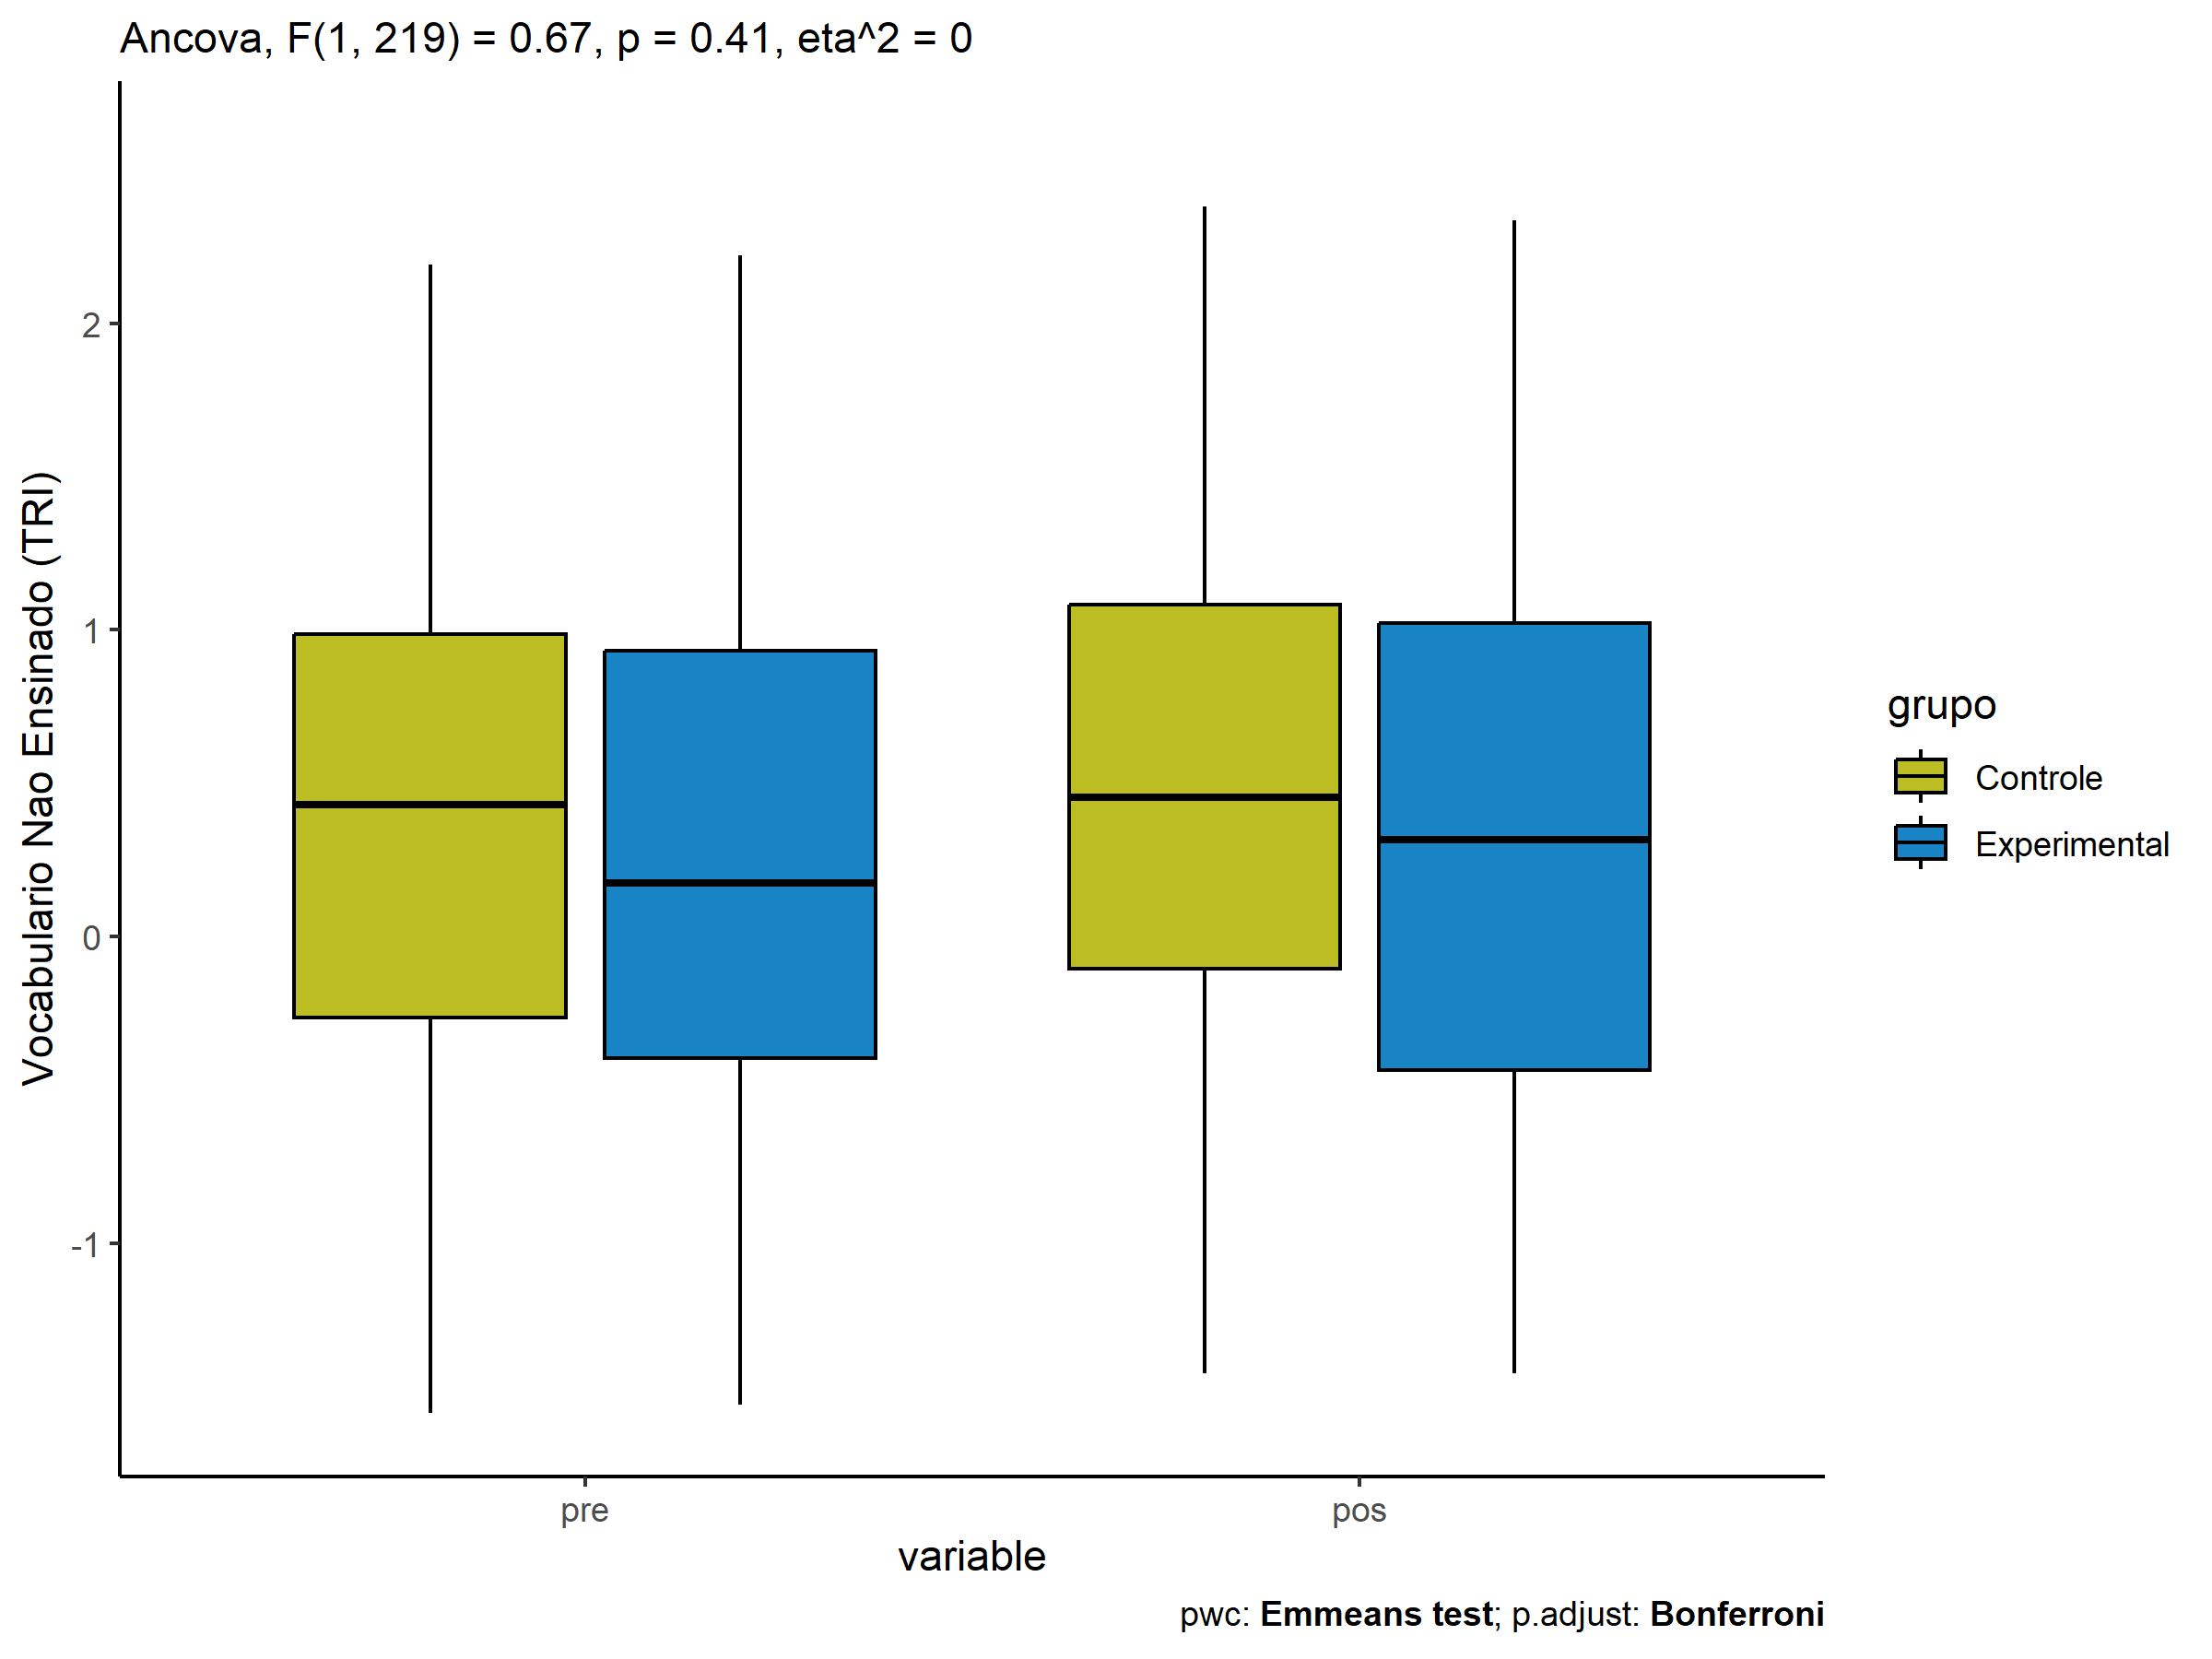 Ancova, F(1, 219) = 0.67, p = 0.41, eta^2 = 0
Vocabulario Nao Ensinado (TRI)
2
1
0
-1
pre
pos
variable
grupo
Controle
Experimental
pwc: Emmeans test; p.adjust: Bonferroni